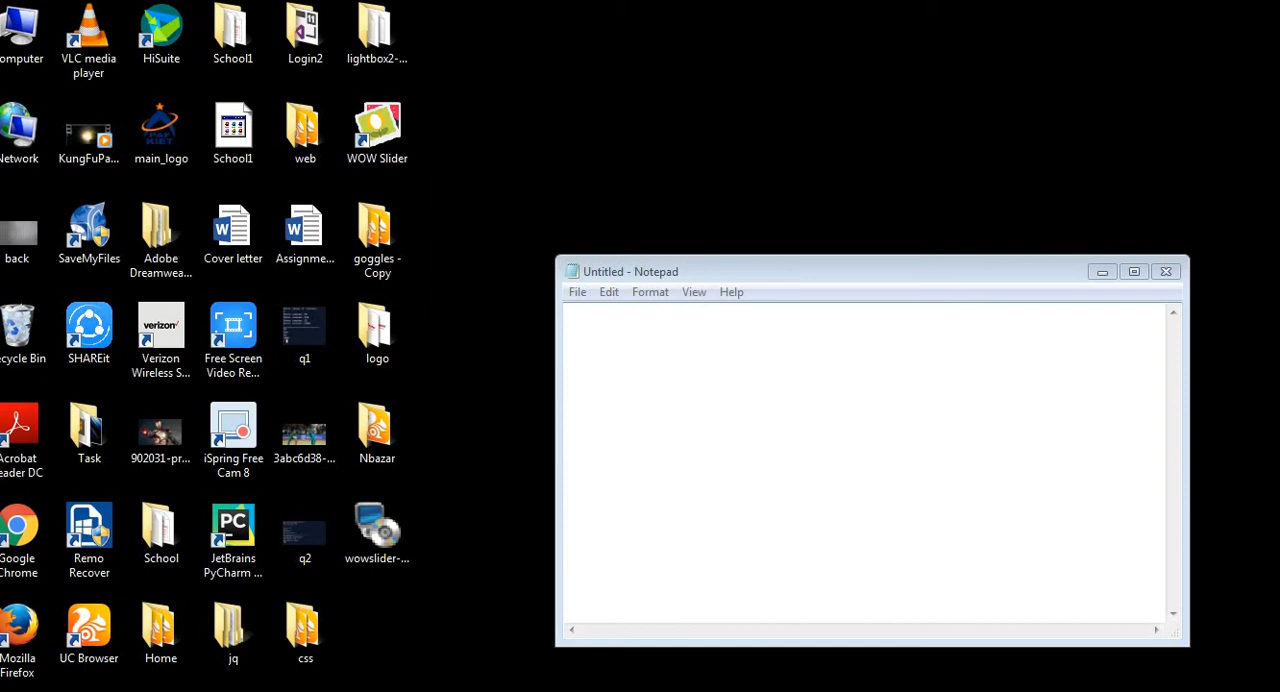 omputer
VLC media
player
HiSuite
School1
Login2
lightbox2-...
Network
KungFuPa...
main_logo
School1
web
WOW Slider
back
SaveMyFiles
Adobe
Dreamwea...
Cover letter
Assignme...
goggles -
Copy
ecycle Bin
SHAREit
verizon
Verizon
Wireless S...
Free Screen
Video Re...
q1
logo
Acrobat
eader DC
Task
902031-pr...
iSpring Free
Cam 8
3abc6d38-...
Nbazar
Google
Chrome
Remo
Recover
School
PC
JetBrains
PyCharm ...
q2
wowslider-...
Mozilla
Firefox
UC Browser
Home
jq
css
Untitled - Notepad
File Edit Format View Help